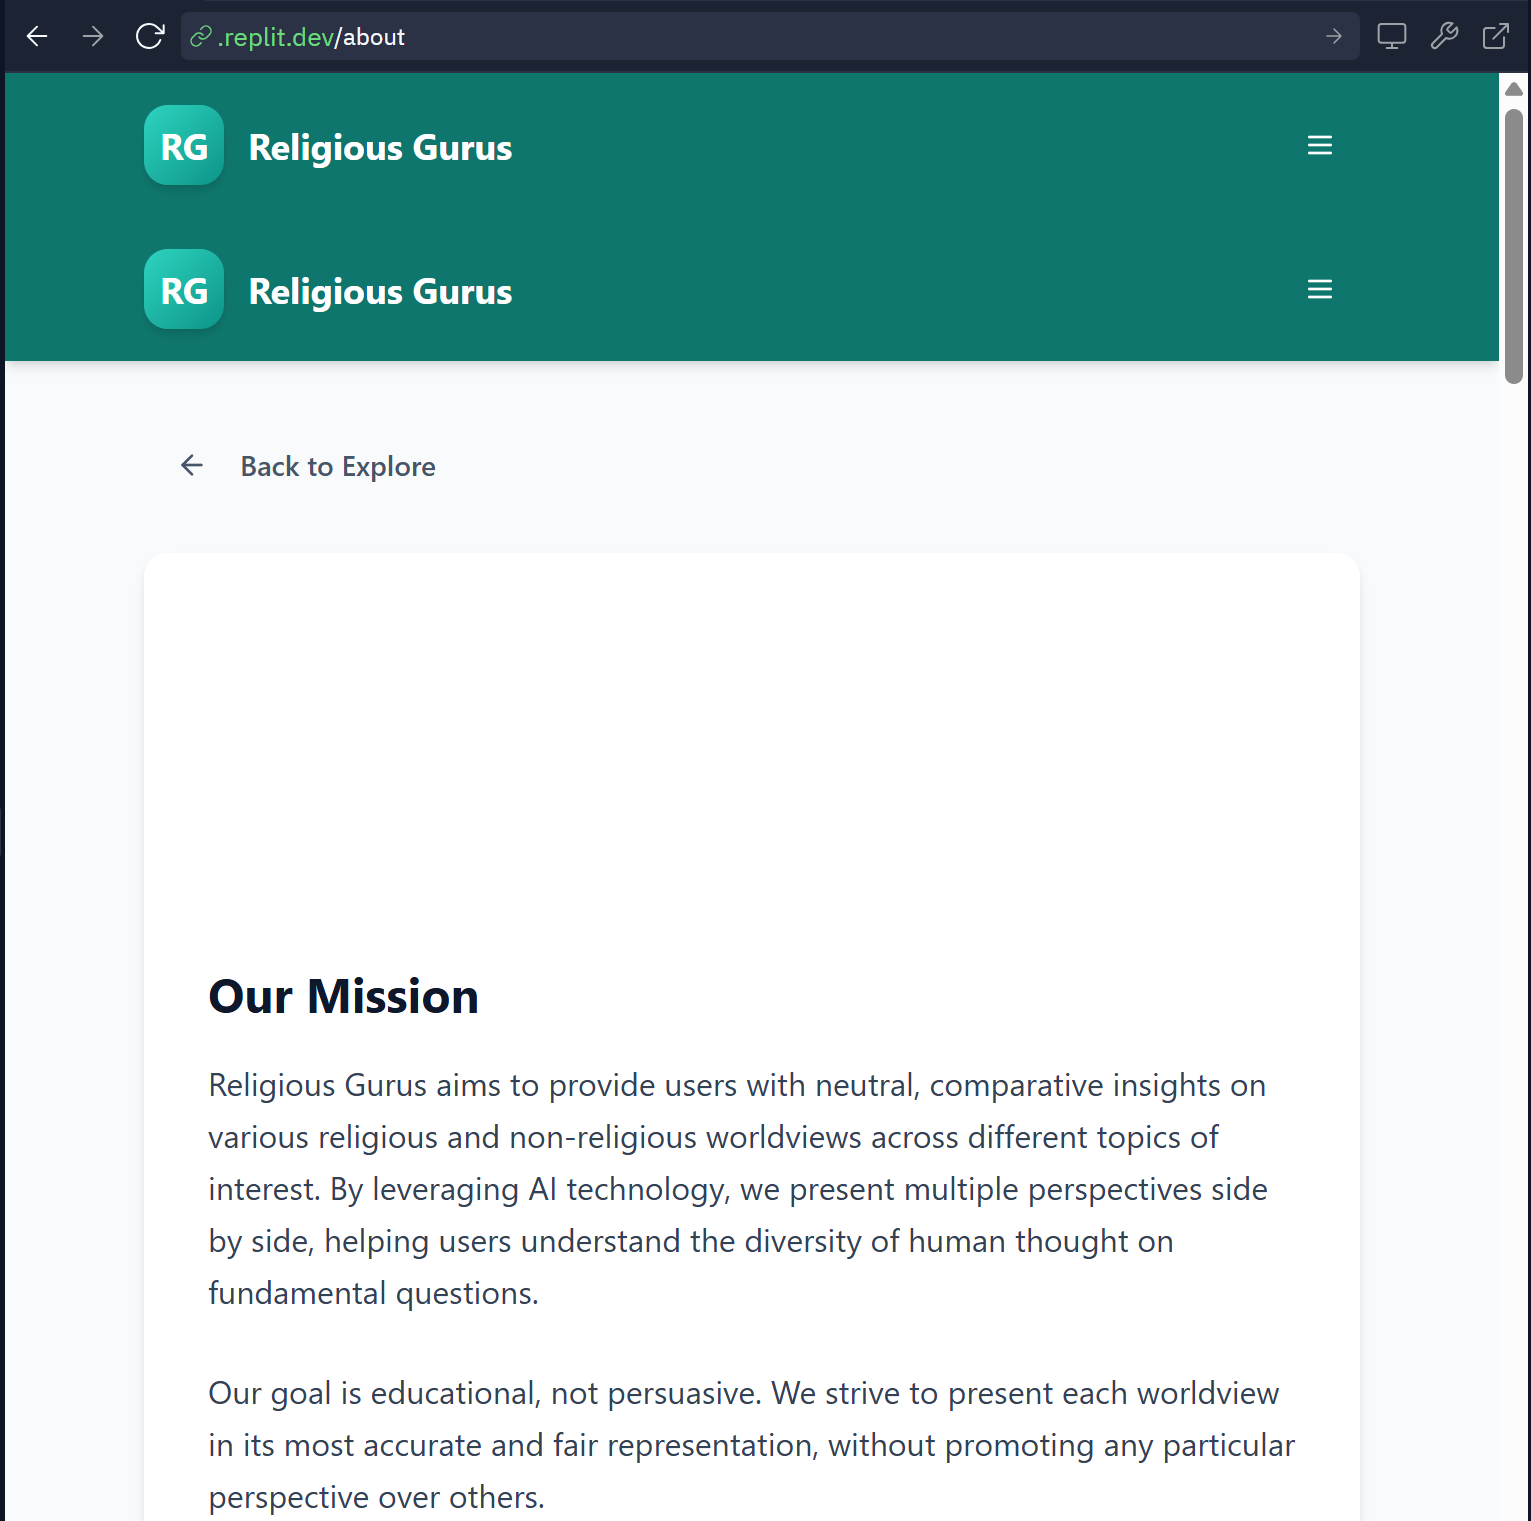 .replit.dev/about
RG Religious Gurus
RG Religious Gurus
Back to Explore
Our Mission
Religious Gurus aims to provide users with neutral, comparative insights on
various religious and non-religious worldviews across different topics of
interest. By leveraging AI technology, we present multiple perspectives side
by side, helping users understand the diversity of human thought on
fundamental questions.
Our goal is educational, not persuasive. We strive to present each worldview
in its most accurate and fair representation, without promoting any particular
perspective over others.